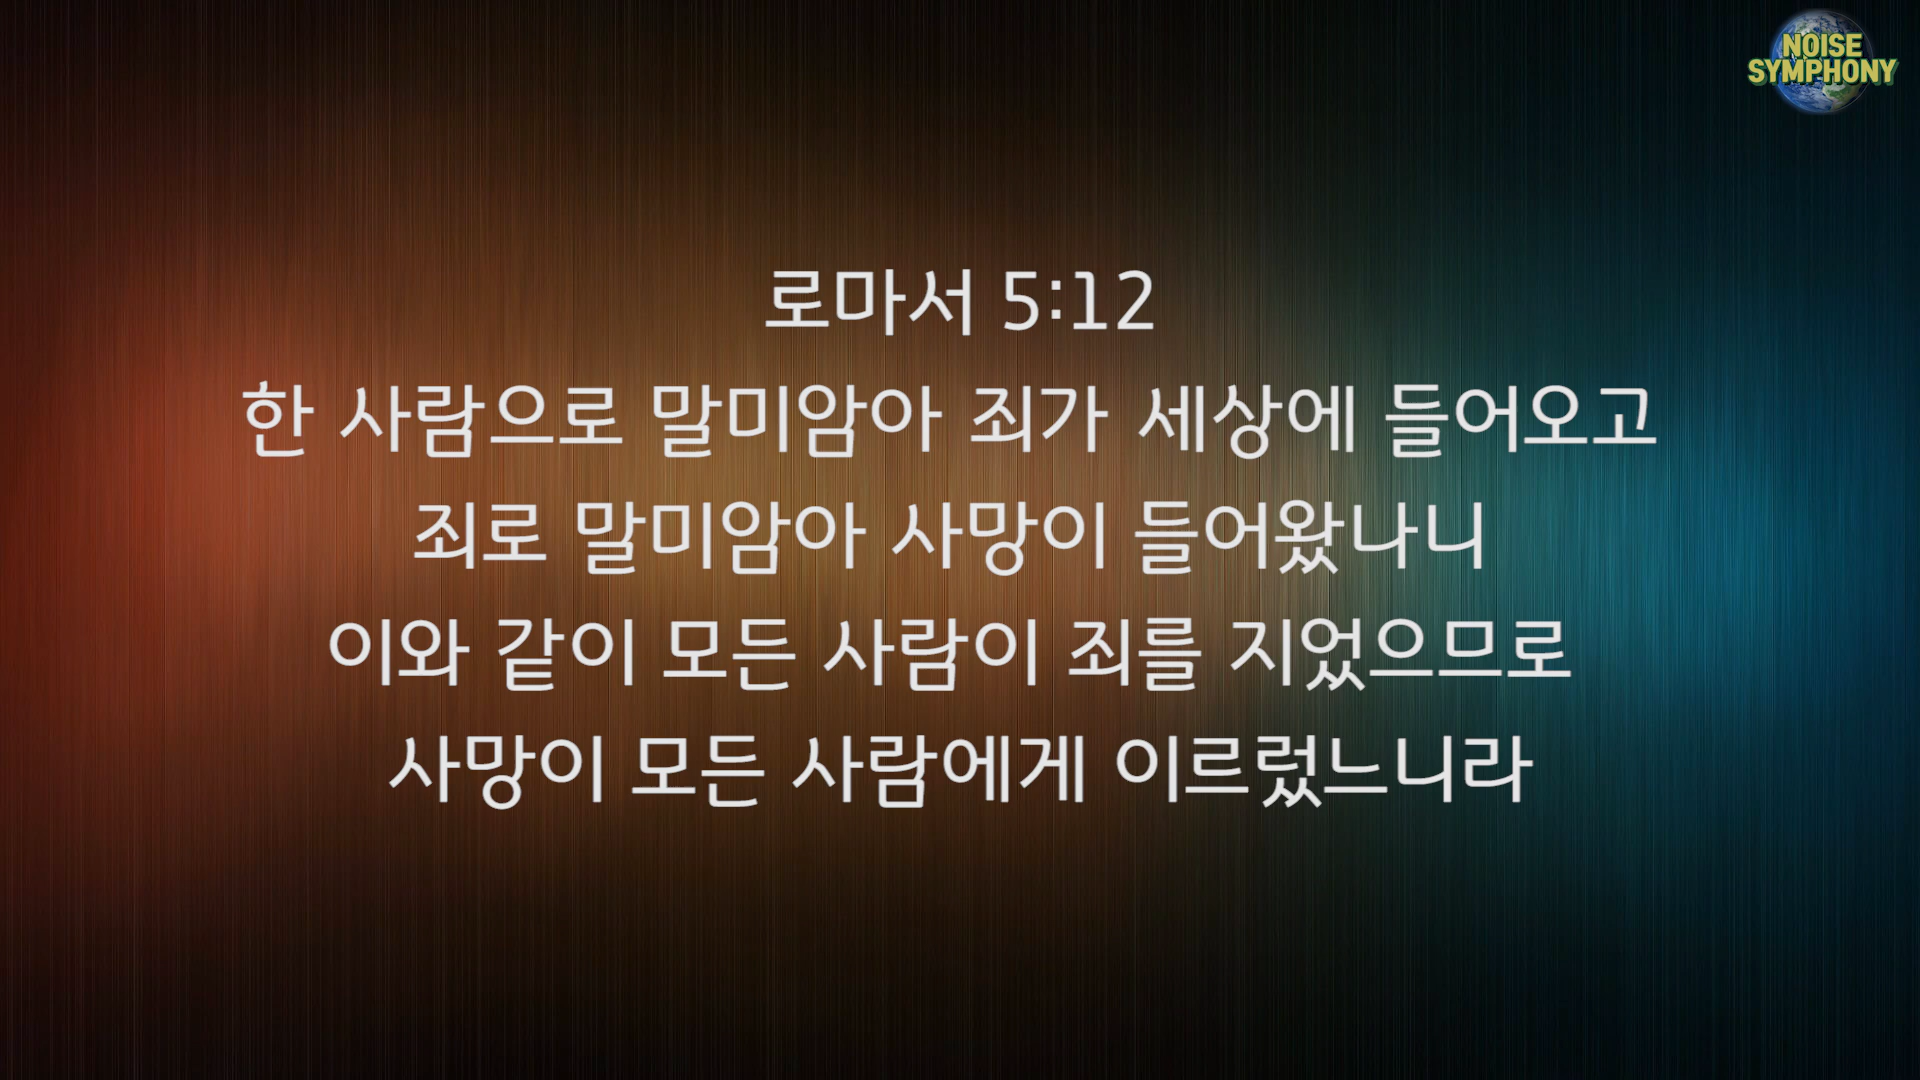 NOISE
SYMPHONY
로마서 5:12
한 사람으로 말미암아 죄가 세상에 들어오고
죄로 말미암아 사망이 들어왔나니
이와 같이 모든 사람이 죄를 지었으므로
사망이 모든 사람에게 이르렀느니라